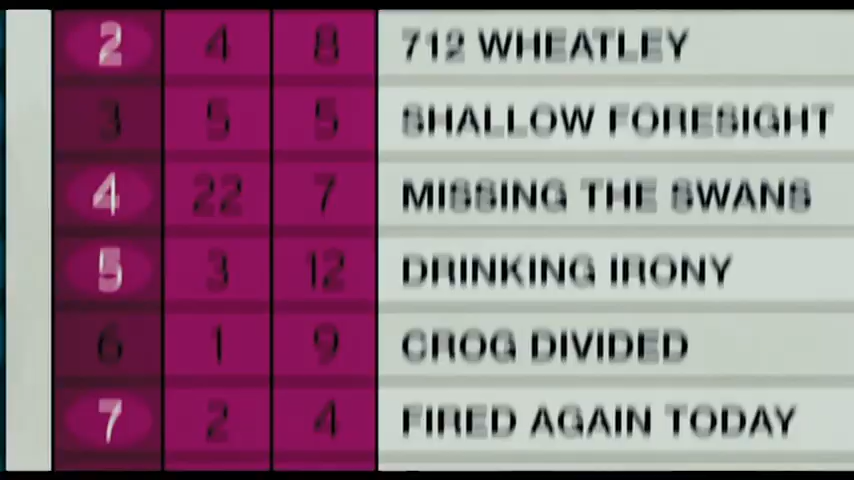 2 4 8 712 WHEATLEY
3 5 5 SHALLOW FORESIGHT
4 22 7 MISSING THE SWANS
5 3 12 DRINKING IRONY
6 1 9 CROG DIVIDED
7 2 4 FIRED AGAIN TODAY